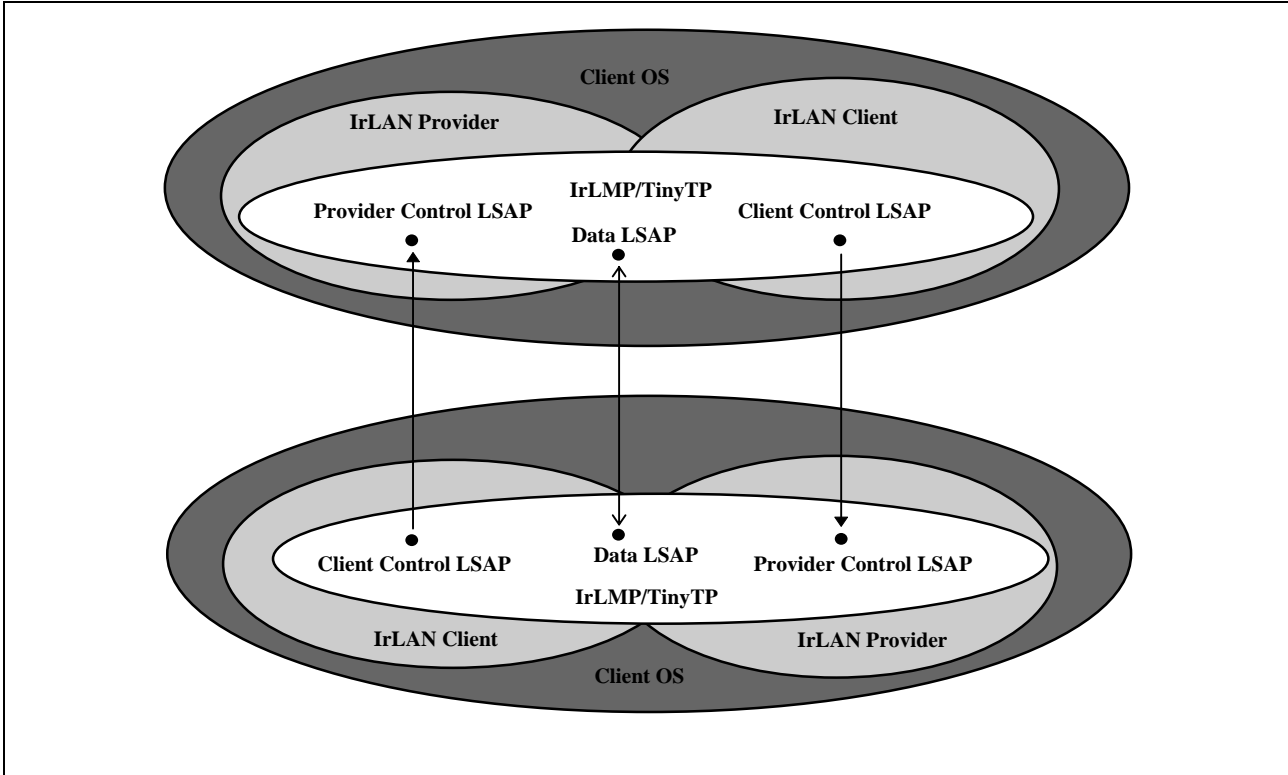 Client OS
IrLAN Provider
IrLAN Client
IrLMP/TinyTP
Provider Control LSAP
Client Control LSAP
Data LSAP
Client Control LSAP
Data LSAP
Provider Control LSAP
IrLMP/TinyTP
IrLAN Client
IrLAN Provider
Client OS